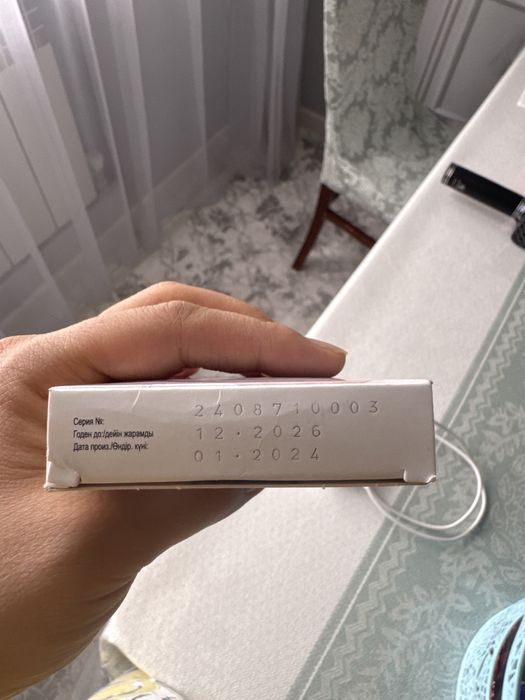 Серия №: 2408710003
Годен до:/дейін жарамды 12·2026
Дата произ./Өндір. күні: 01·2024